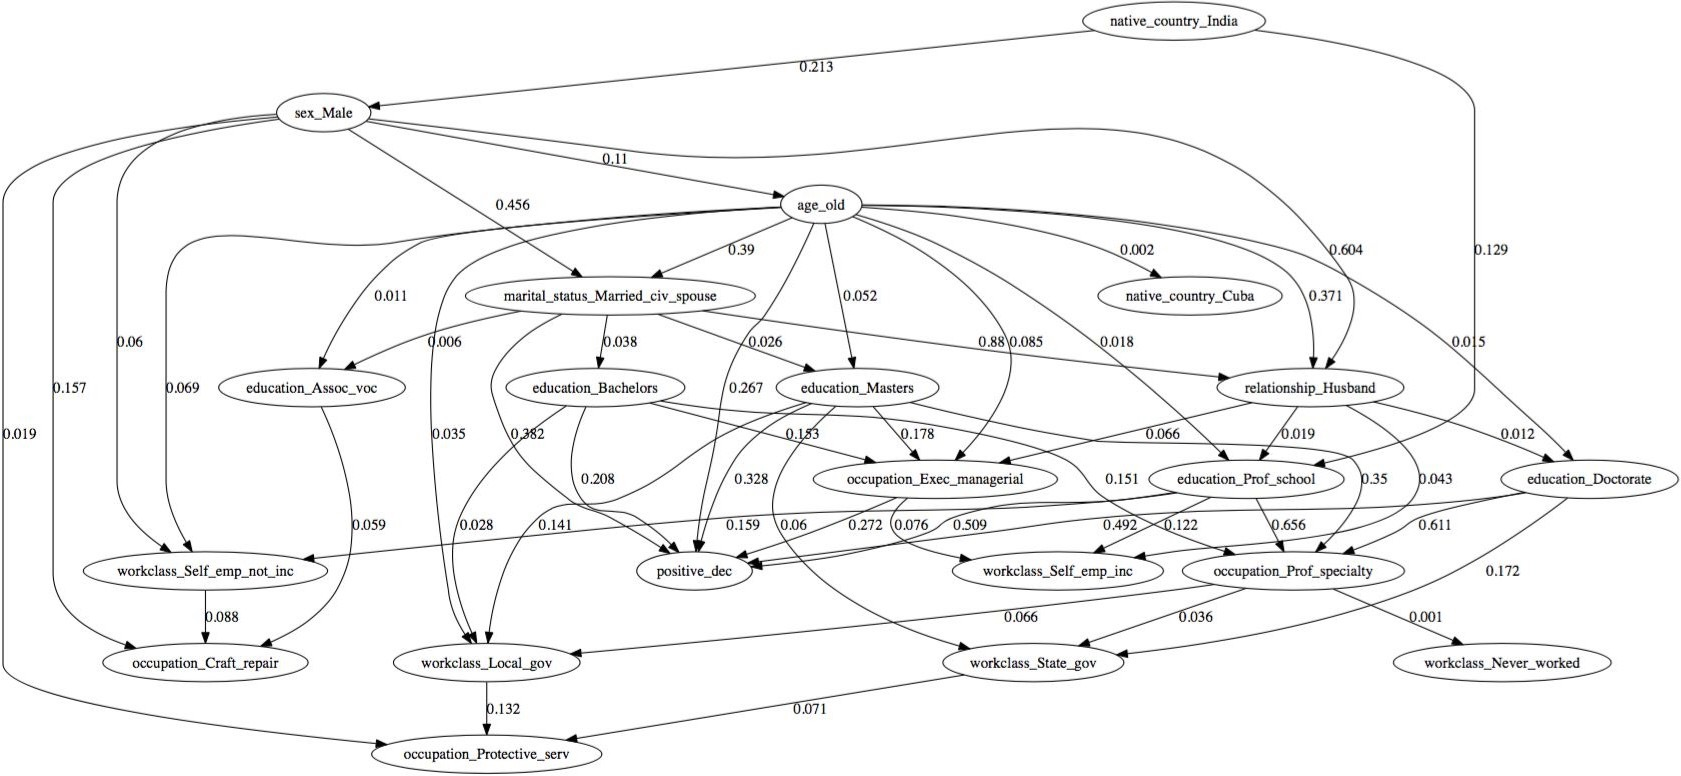 native_country_India
0.213
sex_Male
0.11
age_old
0.456
0.39
0.002
0.604
0.129
marital_status_Married_civ_spouse
native_country_Cuba
0.011
0.052
0.371
0.06
0.006
0.038
0.026
0.88
0.085
0.018
0.015
education_Assoc_voc
education_Bachelors
education_Masters
relationship_Husband
0.157
0.069
0.267
0.019
0.035
0.382
0.153
0.178
0.066
0.019
0.012
occupation_Exec_managerial
education_Prof_school
education_Doctorate
0.208
0.328
0.151
0.35
0.043
0.059
0.028
0.141
0.159
0.06
0.272
0.076
0.509
0.492
0.122
0.656
0.611
workclass_Self_emp_not_inc
positive_dec
workclass_Self_emp_inc
occupation_Prof_specialty
0.172
0.088
0.066
0.036
0.001
occupation_Craft_repair
workclass_Local_gov
workclass_State_gov
workclass_Never_worked
0.132
0.071
occupation_Protective_serv